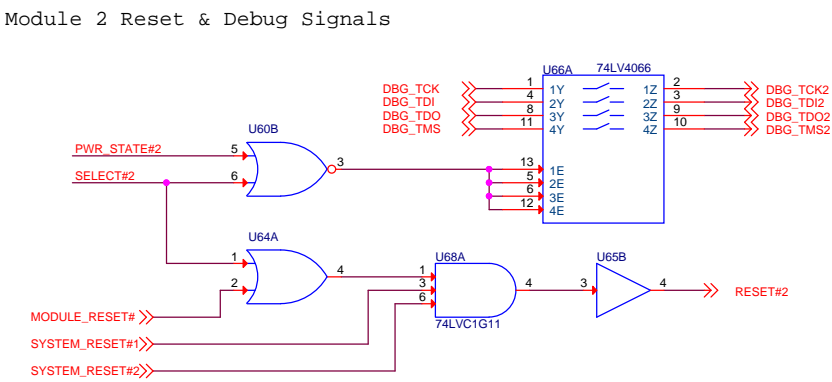 Module 2 Reset & Debug Signals
U66A 74LV4066
DBG_TCK 1 1Y 1Z 2 DBG_TCK2
DBG_TDI 4 2Y 2Z 3 DBG_TDI2
DBG_TDO 8 3Y 3Z 9 DBG_TDO2
DBG_TMS 11 4Y 4Z 10 DBG_TMS2
U60B
PWR_STATE#2 5
3
SELECT#2 6
13 1E
5 2E
6 3E
12 4E
U64A
1
2
4
U68A
1
3
6
4
74LVC1G11
U65B
3
4
RESET#2
MODULE_RESET#
SYSTEM_RESET#1
SYSTEM_RESET#2